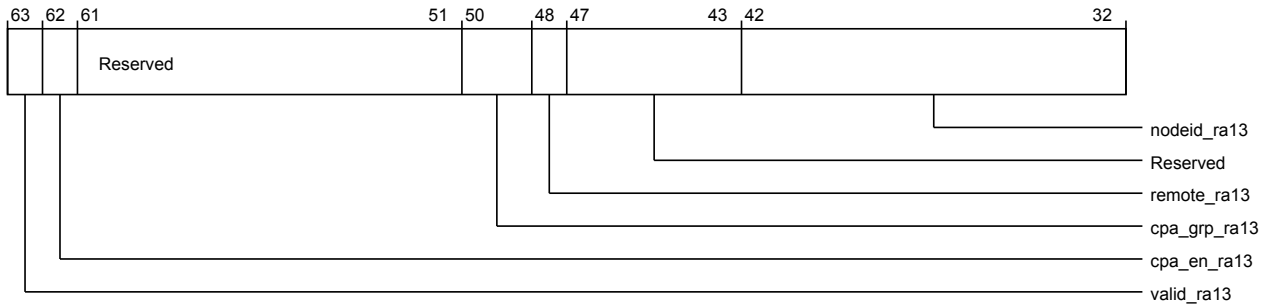 63 62 61 51 50 48 47 43 42 32
Reserved
nodeid_ra13
Reserved
remote_ra13
cpa_grp_ra13
cpa_en_ra13
valid_ra13